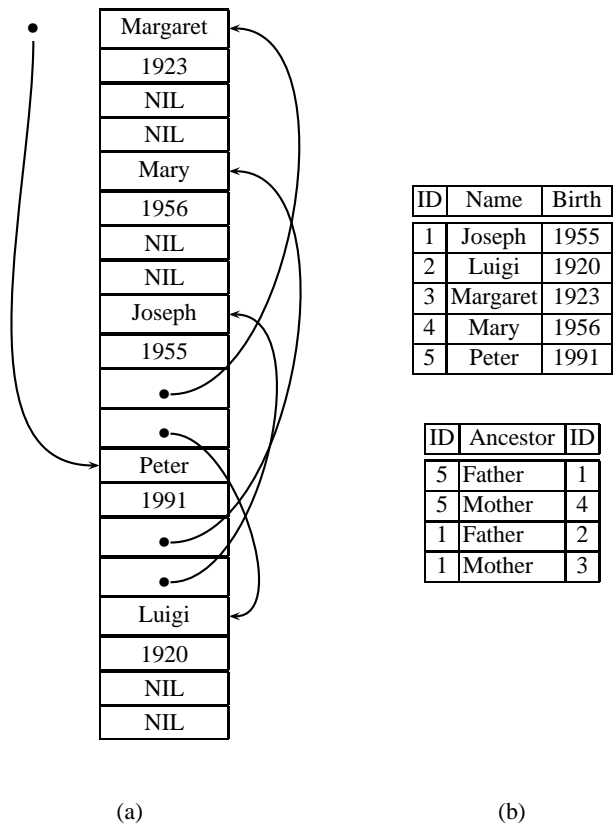 Margaret
1923
NIL
NIL
Mary
1956
NIL
NIL
Joseph
1955
Peter
1991
Luigi
1920
NIL
NIL
(a)
ID Name Birth
1 Joseph 1955
2 Luigi 1920
3 Margaret 1923
4 Mary 1956
5 Peter 1991
ID Ancestor ID
5 Father 1
5 Mother 4
1 Father 2
1 Mother 3
(b)